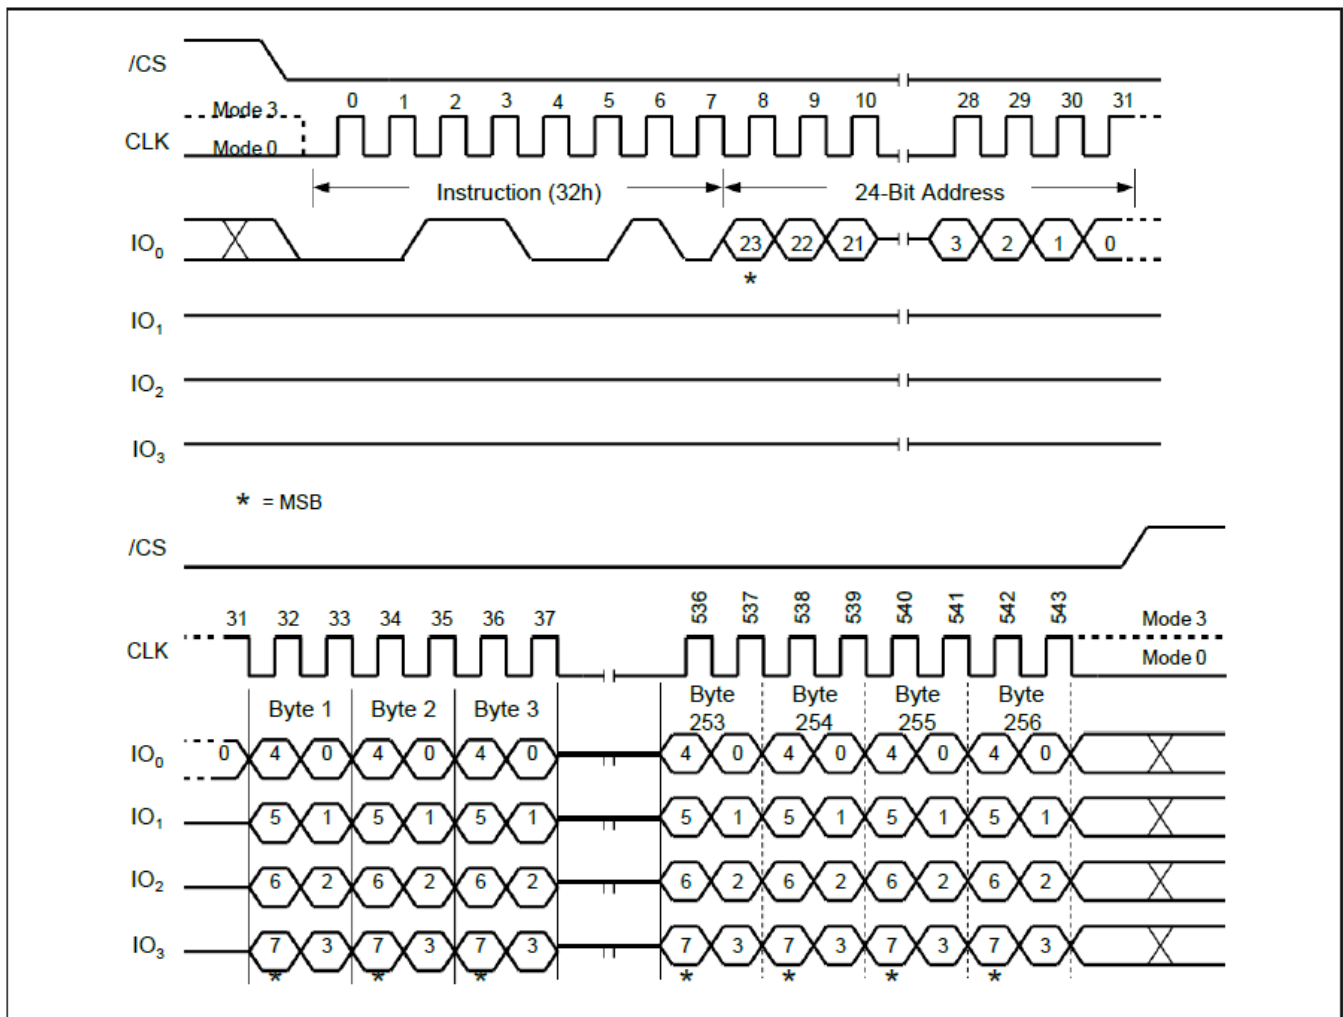 /CS
Mode 3 0 1 2 3 4 5 6 7 8 9 10 28 29 30 31
CLK
Mode 0
Instruction (32h) 24-Bit Address
IO0 23 22 21 3 2 1 0
*
IO1
IO2
IO3
* = MSB
/CS
31 32 33 34 35 36 37 536 537 538 539 540 541 542 543 Mode 3
CLK
Mode 0
Byte 1 Byte 2 Byte 3 Byte 253 Byte 254 Byte 255 Byte 256
IO0 0 4 0 4 0 4 0 4 0 4 0 4 0 4 0
IO1 5 1 5 1 5 1 5 1 5 1 5 1 5 1
IO2 6 2 6 2 6 2 6 2 6 2 6 2 6 2
IO3 7 3 7 3 7 3 7 3 7 3 7 3 7 3
* * * * * * *